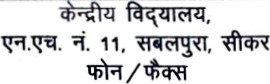 केन्द्रीय विद्यालय,
एन.एच. नं. 11, सबलपुरा, सीकर
फोन/फैक्स